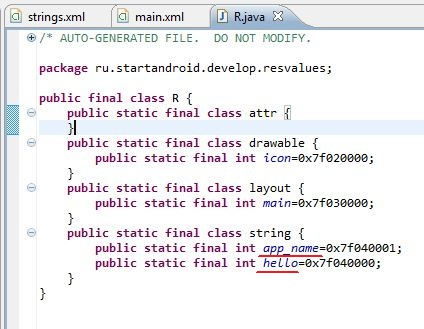 strings.xml main.xml R.java
/* AUTO-GENERATED FILE. DO NOT MODIFY.
package ru.startandroid.develop.resvalues;
public final class R {
public static final class attr {
}
public static final class drawable {
public static final int icon=0x7f020000;
}
public static final class layout {
public static final int main=0x7f030000;
}
public static final class string {
public static final int app_name=0x7f040001;
public static final int hello=0x7f040000;
}
}